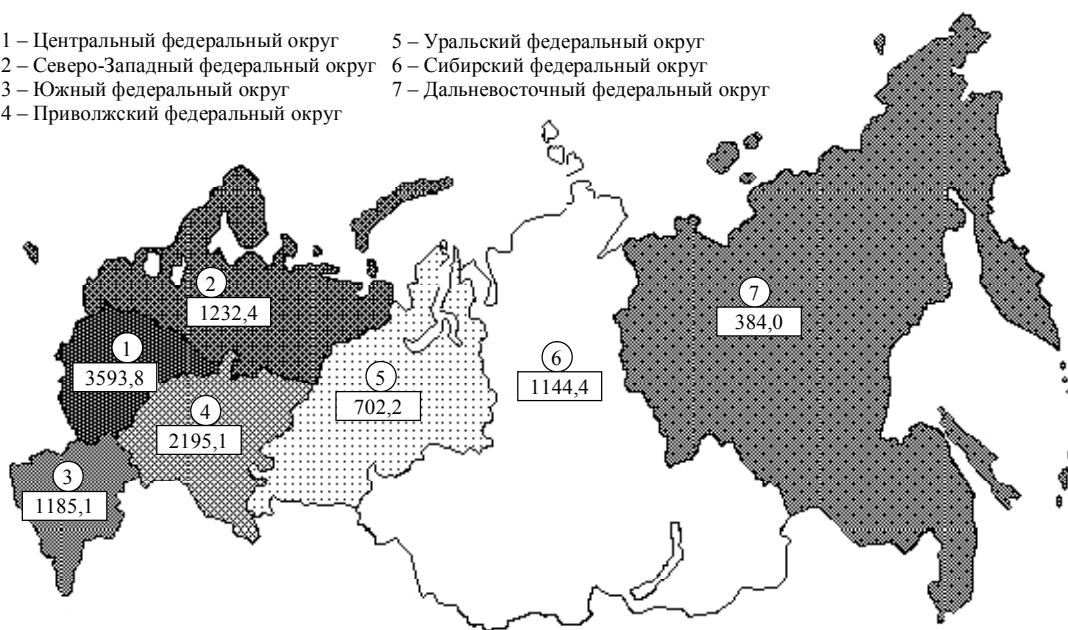 1 – Центральный федеральный округ
2 – Северо-Западный федеральный округ
3 – Южный федеральный округ
4 – Приволжский федеральный округ
5 – Уральский федеральный округ
6 – Сибирский федеральный округ
7 – Дальневосточный федеральный округ
2
1232,4
7
384,0
1
3593,8
6
1144,4
5
702,2
4
2195,1
3
1185,1